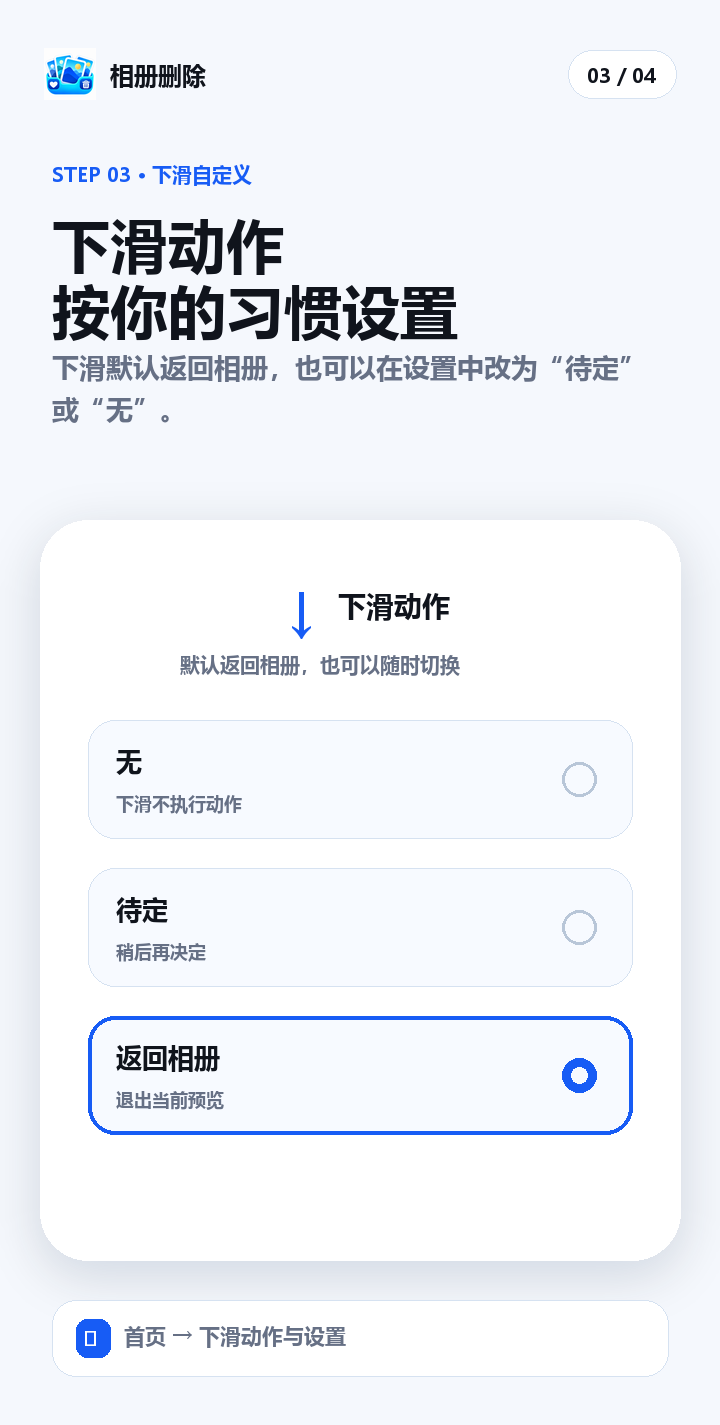 相册删除
03 / 04
STEP 03 • 下滑自定义
下滑动作
按你的习惯设置
下滑默认返回相册，也可以在设置中改为“待定”
或“无”。
↓ 下滑动作
默认返回相册，也可以随时切换
无
下滑不执行动作
待定
稍后再决定
返回相册
退出当前预览
首页 → 下滑动作与设置